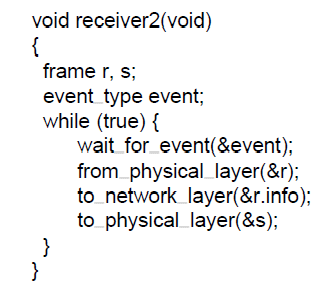 void receiver2(void)
{
frame r, s;
event_type event;
while (true) {
wait_for_event(&event);
from_physical_layer(&r);
to_network_layer(&r.info);
to_physical_layer(&s);
}
}